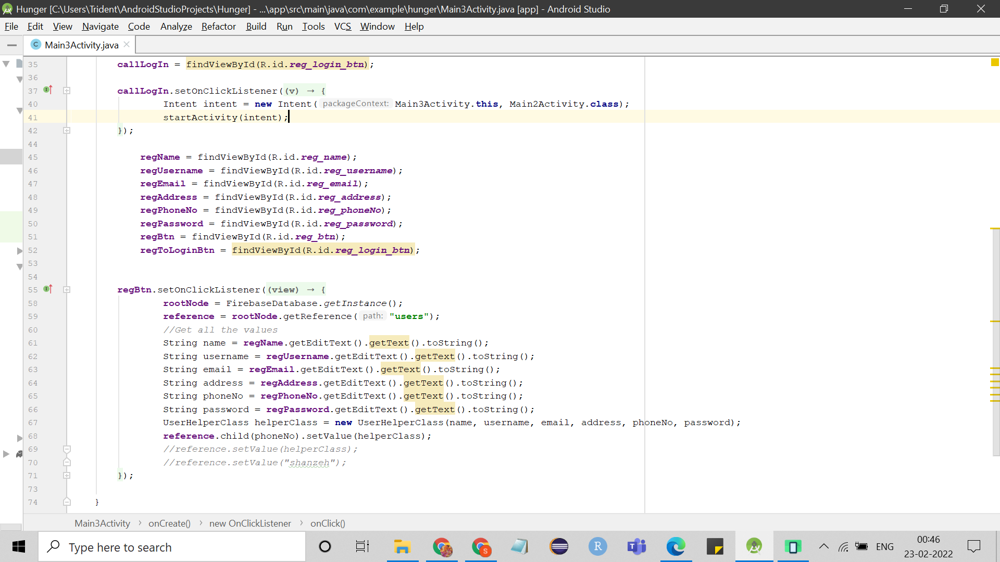 Hunger [C:\Users\Trident\AndroidStudioProjects\Hunger] - ...\app\src\main\java\com\example\hunger\Main3Activity.java [app] - Android Studio
File Edit View Navigate Code Analyze Refactor Build Run Tools VCS Window Help
C Main3Activity.java
35 callLogIn = findViewById(R.id.reg_login_btn);
36
37 callLogIn.setOnClickListener((v) → {
40 Intent intent = new Intent( packageContext: Main3Activity.this, Main2Activity.class);
41 startActivity(intent);
42 });
44
45 regName = findViewById(R.id.reg_name);
46 regUsername = findViewById(R.id.reg_username);
47 regEmail = findViewById(R.id.reg_email);
48 regAddress = findViewById(R.id.reg_address);
49 regPhoneNo = findViewById(R.id.reg_phoneNo);
50 regPassword = findViewById(R.id.reg_password);
51 regBtn = findViewById(R.id.reg_btn);
52 regToLoginBtn = findViewById(R.id.reg_login_btn);
53
54
55 regBtn.setOnClickListener((view) → {
58 rootNode = FirebaseDatabase.getInstance();
59 reference = rootNode.getReference( path: "users");
60 //Get all the values
61 String name = regName.getEditText().getText().toString();
62 String username = regUsername.getEditText().getText().toString();
63 String email = regEmail.getEditText().getText().toString();
64 String address = regAddress.getEditText().getText().toString();
65 String phoneNo = regPhoneNo.getEditText().getText().toString();
66 String password = regPassword.getEditText().getText().toString();
67 UserHelperClass helperClass = new UserHelperClass(name, username, email, address, phoneNo, password);
68 reference.child(phoneNo).setValue(helperClass);
69 //reference.setValue(helperClass);
70 //reference.setValue("shanzeh");
71 });
73
74 }
Main3Activity › onCreate() › new OnClickListener › onClick()
Type here to search
S
R
T
ENG
00:46
23-02-2022